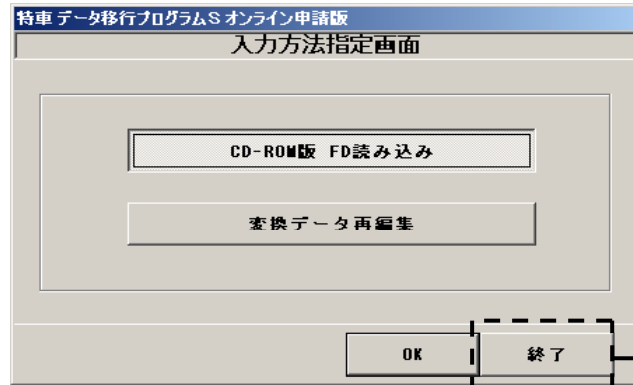 特車 データ移行プログラムS オンライン申請版
入力方法指定画面
CD-ROM版 FD読み込み
変換データ再編集
OK
終了